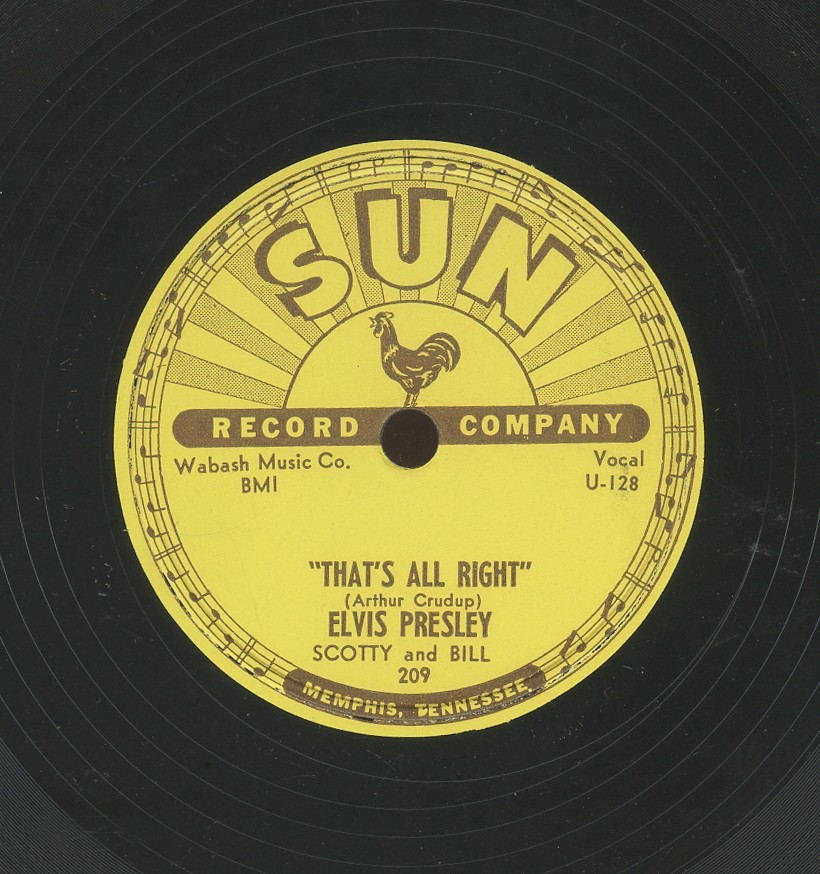 SUN
RECORD COMPANY
Wabash Music Co.
BMI
Vocal
U-128
"THAT'S ALL RIGHT"
(Arthur Crudup)
ELVIS PRESLEY
SCOTTY and BILL
209
MEMPHIS, TENNESSEE